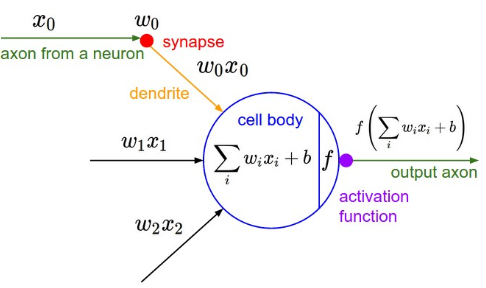 x₀
w₀
synapse
axon from a neuron
w₀x₀
dendrite
cell body
f(∑ᵢ wᵢxᵢ + b)
w₁x₁
∑ᵢ wᵢxᵢ + b
f
output axon
activation
function
w₂x₂